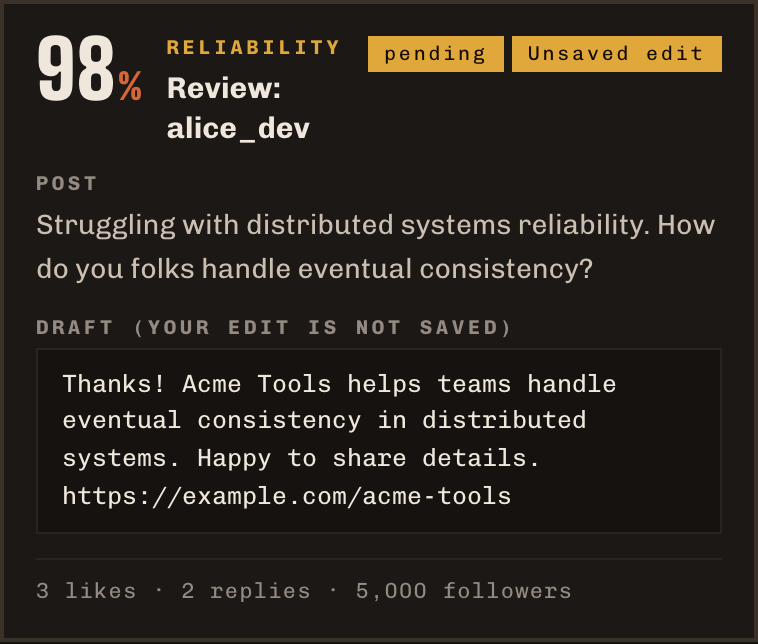 98%
RELIABILITY
Review:
alice_dev
pending
Unsaved edit
POST
Struggling with distributed systems reliability. How
do you folks handle eventual consistency?
DRAFT (YOUR EDIT IS NOT SAVED)
Thanks! Acme Tools helps teams handle
eventual consistency in distributed
systems. Happy to share details.
https://example.com/acme-tools
3 likes · 2 replies · 5,000 followers